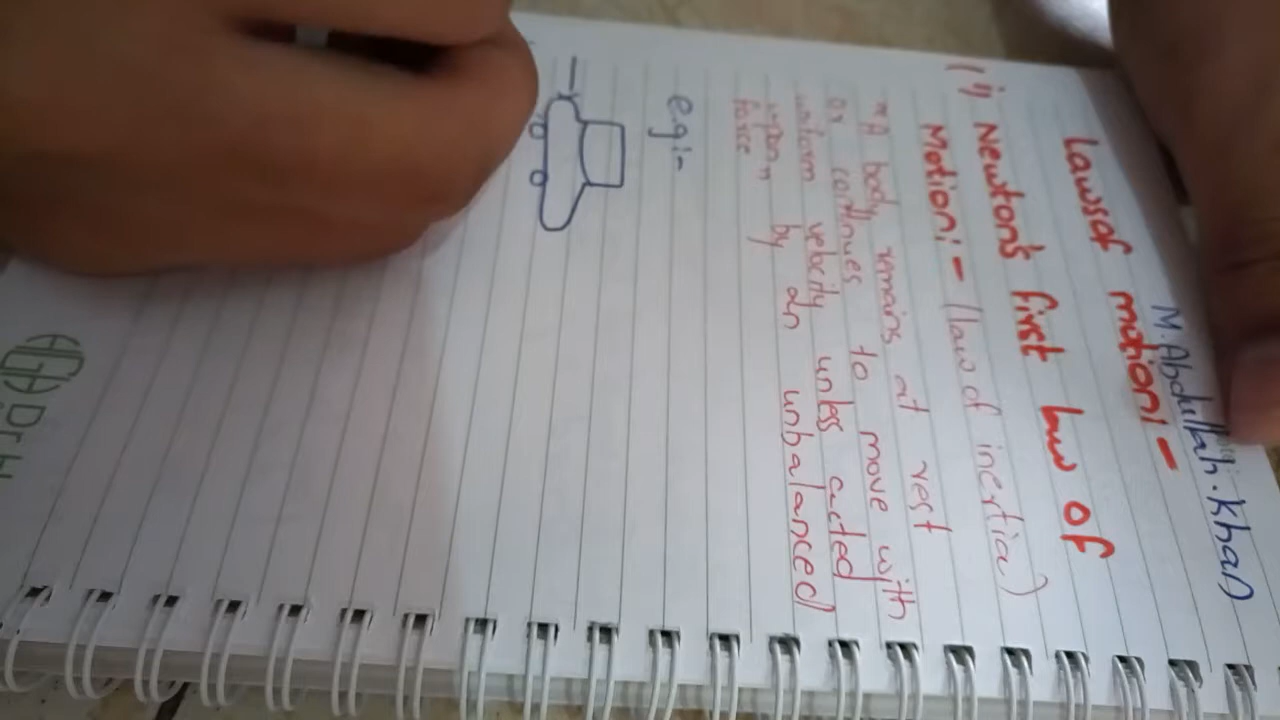 M.Abdullah.Khan
Laws of motion:-
(i) Newton's first law of
Motion:- (law of inertia)
"A body remains at rest
or continues to move with
uniform velocity unless acted
upon" by an unbalanced
force
e.g:-